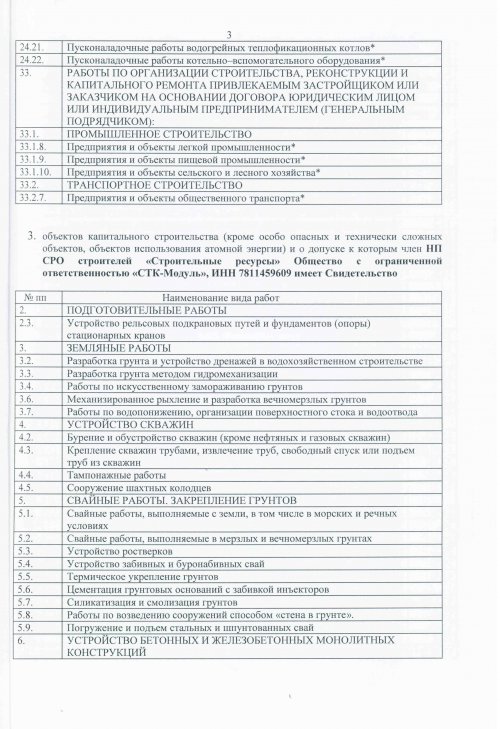 3
24.21. Пусконаладочные работы водогрейных теплофикационных котлов*
24.22. Пусконаладочные работы котельно–вспомогательного оборудования*
33. РАБОТЫ ПО ОРГАНИЗАЦИИ СТРОИТЕЛЬСТВА, РЕКОНСТРУКЦИИ И
КАПИТАЛЬНОГО РЕМОНТА ПРИВЛЕКАЕМЫМ ЗАСТРОЙЩИКОМ ИЛИ
ЗАКАЗЧИКОМ НА ОСНОВАНИИ ДОГОВОРА ЮРИДИЧЕСКИМ ЛИЦОМ
ИЛИ ИНДИВИДУАЛЬНЫМ ПРЕДПРИНИМАТЕЛЕМ (ГЕНЕРАЛЬНЫМ
ПОДРЯДЧИКОМ):
33.1. ПРОМЫШЛЕННОЕ СТРОИТЕЛЬСТВО
33.1.8. Предприятия и объекты легкой промышленности*
33.1.9. Предприятия и объекты пищевой промышленности*
33.1.10. Предприятия и объекты сельского и лесного хозяйства*
33.2. ТРАНСПОРТНОЕ СТРОИТЕЛЬСТВО
33.2.7. Предприятия и объекты общественного транспорта*
3. объектов капитального строительства (кроме особо опасных и технически сложных
объектов, объектов использования атомной энергии) и о допуске к которым член НП
СРО строителей «Строительные ресурсы» Общество с ограниченной
ответственностью «СТК-Модуль», ИНН 7811459609 имеет Свидетельство
№ пп Наименование вида работ
2. ПОДГОТОВИТЕЛЬНЫЕ РАБОТЫ
2.3. Устройство рельсовых подкрановых путей и фундаментов (опоры)
стационарных кранов
3. ЗЕМЛЯНЫЕ РАБОТЫ
3.2. Разработка грунта и устройство дренажей в водохозяйственном строительстве
3.3. Разработка грунта методом гидромеханизации
3.4. Работы по искусственному замораживанию грунтов
3.6. Механизированное рыхление и разработка вечномерзлых грунтов
3.7. Работы по водопонижению, организации поверхностного стока и водоотвода
4. УСТРОЙСТВО СКВАЖИН
4.2. Бурение и обустройство скважин (кроме нефтяных и газовых скважин)
4.3. Крепление скважин трубами, извлечение труб, свободный спуск или подъем
труб из скважин
4.4. Тампонажные работы
4.5. Сооружение шахтных колодцев
5. СВАЙНЫЕ РАБОТЫ. ЗАКРЕПЛЕНИЕ ГРУНТОВ
5.1. Свайные работы, выполняемые с земли, в том числе в морских и речных
условиях
5.2. Свайные работы, выполняемые в мерзлых и вечномерзлых грунтах
5.3. Устройство ростверков
5.4. Устройство забивных и буронабивных свай
5.5. Термическое укрепление грунтов
5.6. Цементация грунтовых оснований с забивкой инъекторов
5.7. Силикатизация и смолизация грунтов
5.8. Работы по возведению сооружений способом «стена в грунте».
5.9. Погружение и подъем стальных и шпунтованных свай
6. УСТРОЙСТВО БЕТОННЫХ И ЖЕЛЕЗОБЕТОННЫХ МОНОЛИТНЫХ
КОНСТРУКЦИЙ